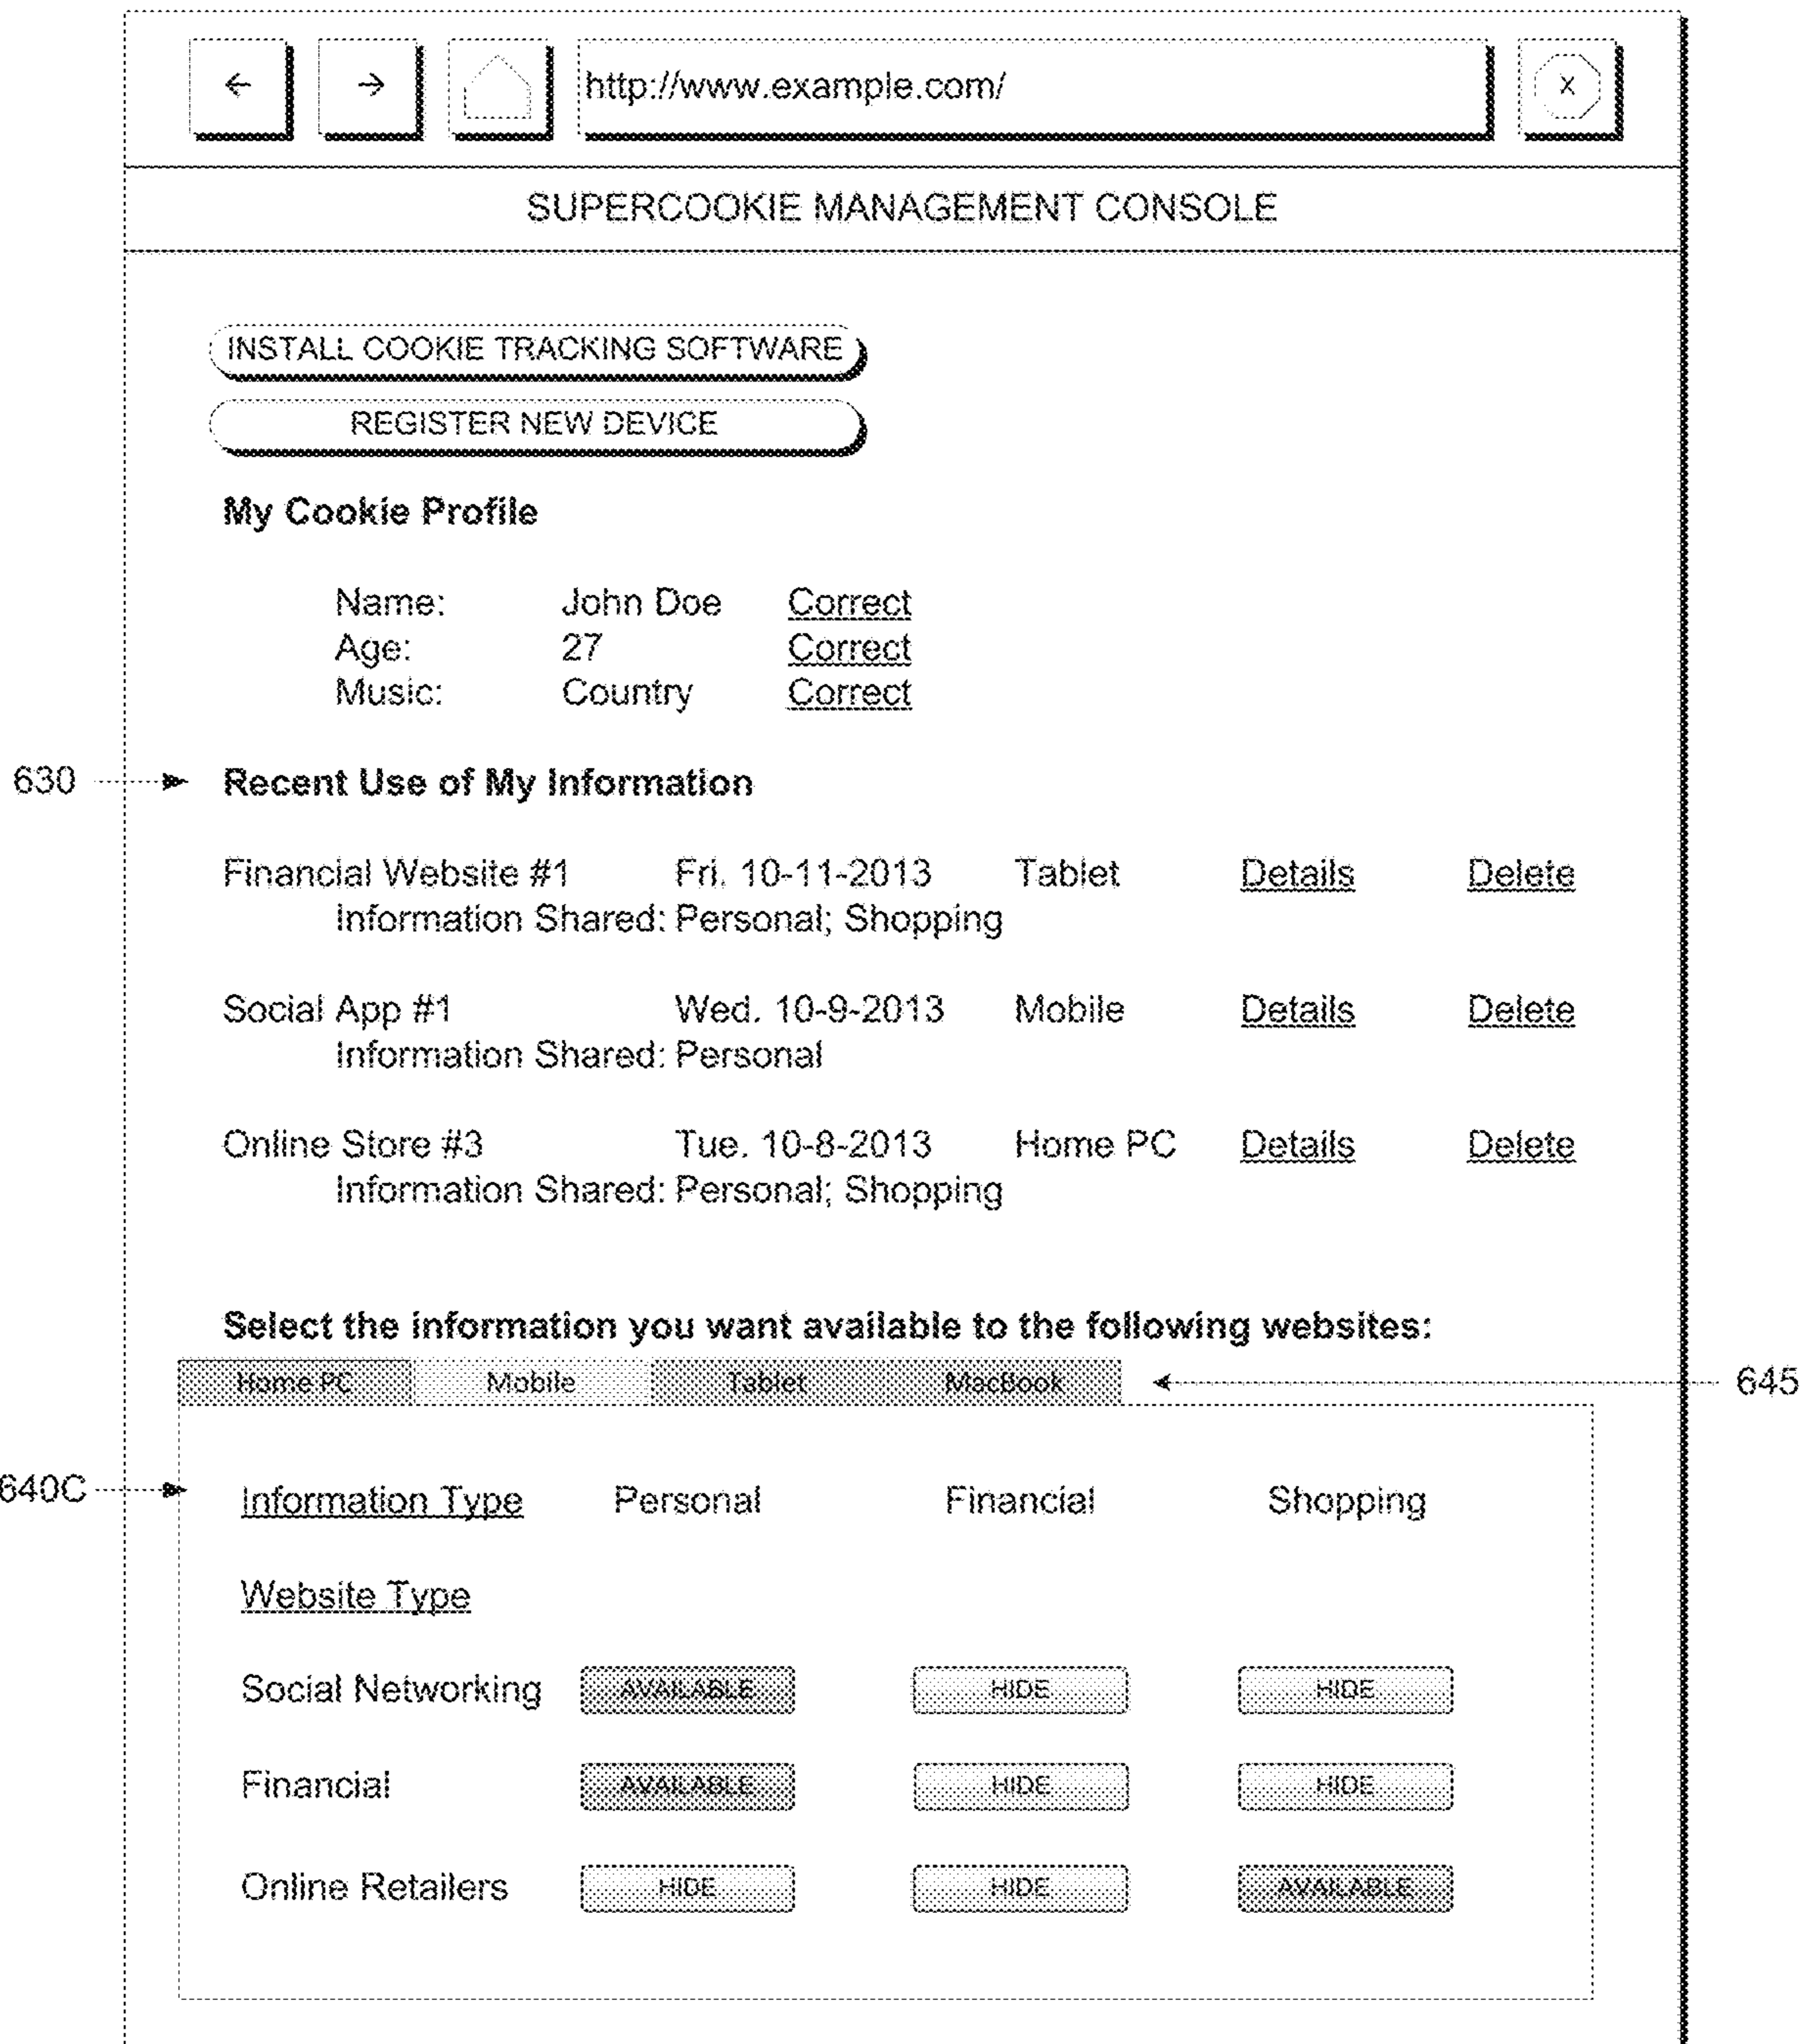 ← → http://www.example.com/ X
SUPERCOOKIE MANAGEMENT CONSOLE
INSTALL COOKIE TRACKING SOFTWARE
REGISTER NEW DEVICE
My Cookie Profile
Name: John Doe Correct
Age: 27 Correct
Music: Country Correct
630 Recent Use of My Information
Financial Website #1 Fri. 10-11-2013 Tablet Details Delete
Information Shared: Personal; Shopping
Social App #1 Wed. 10-9-2013 Mobile Details Delete
Information Shared: Personal
Online Store #3 Tue. 10-8-2013 Home PC Details Delete
Information Shared: Personal; Shopping
Select the information you want available to the following websites:
Home PC Mobile Tablet MacBook 645
640C Information Type Personal Financial Shopping
Website Type
Social Networking AVAILABLE HIDE HIDE
Financial AVAILABLE HIDE HIDE
Online Retailers HIDE HIDE AVAILABLE